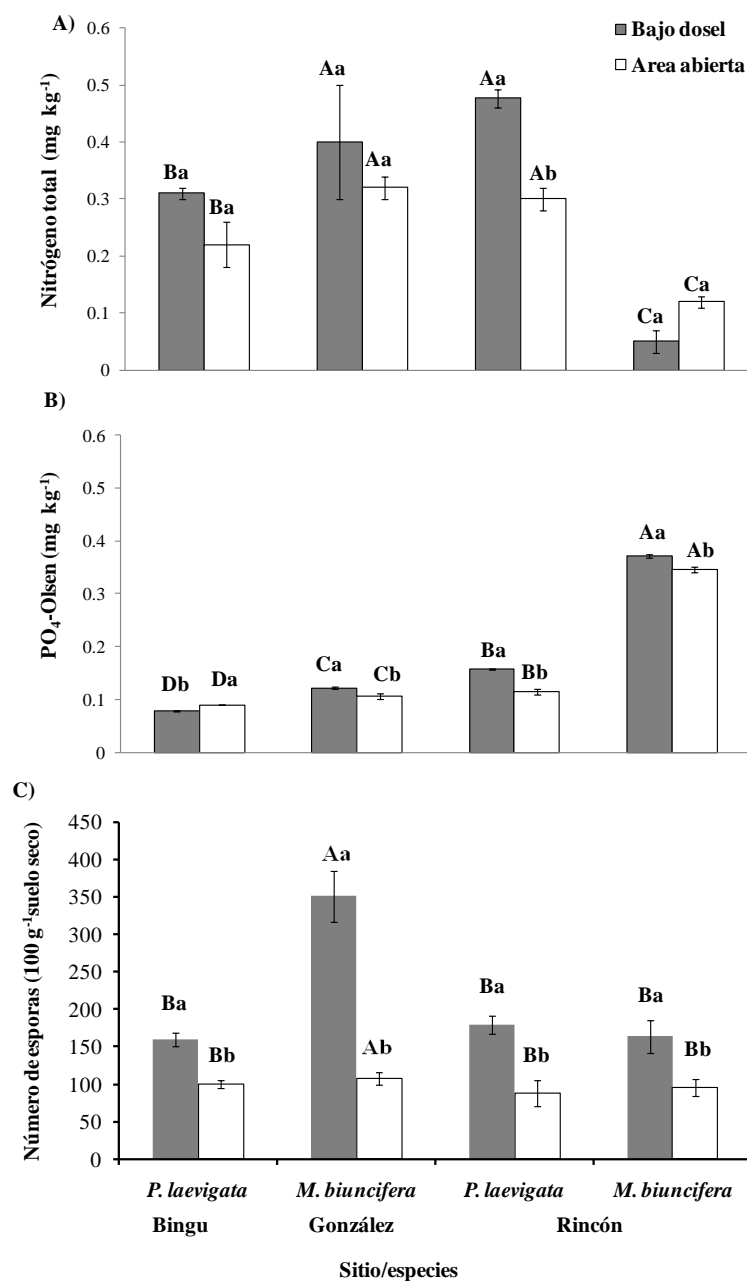 A)
Bajo dosel
Area abierta
Nitrógeno total (mg kg-1)
0.6
0.5
0.4
0.3
0.2
0.1
0
Ba
Ba
Aa
Aa
Aa
Ab
Ca
Ca
B)
PO4-Olsen (mg kg-1)
0.6
0.5
0.4
0.3
0.2
0.1
0
Db
Da
Ca
Cb
Ba
Bb
Aa
Ab
C)
Número de esporas (100 g-1suelo seco)
450
400
350
300
250
200
150
100
50
0
Ba
Bb
Aa
Ab
Ba
Bb
Ba
Bb
P. laevigata M. biuncifera P. laevigata M. biuncifera
Bingu González Rincón
Sitio/especies